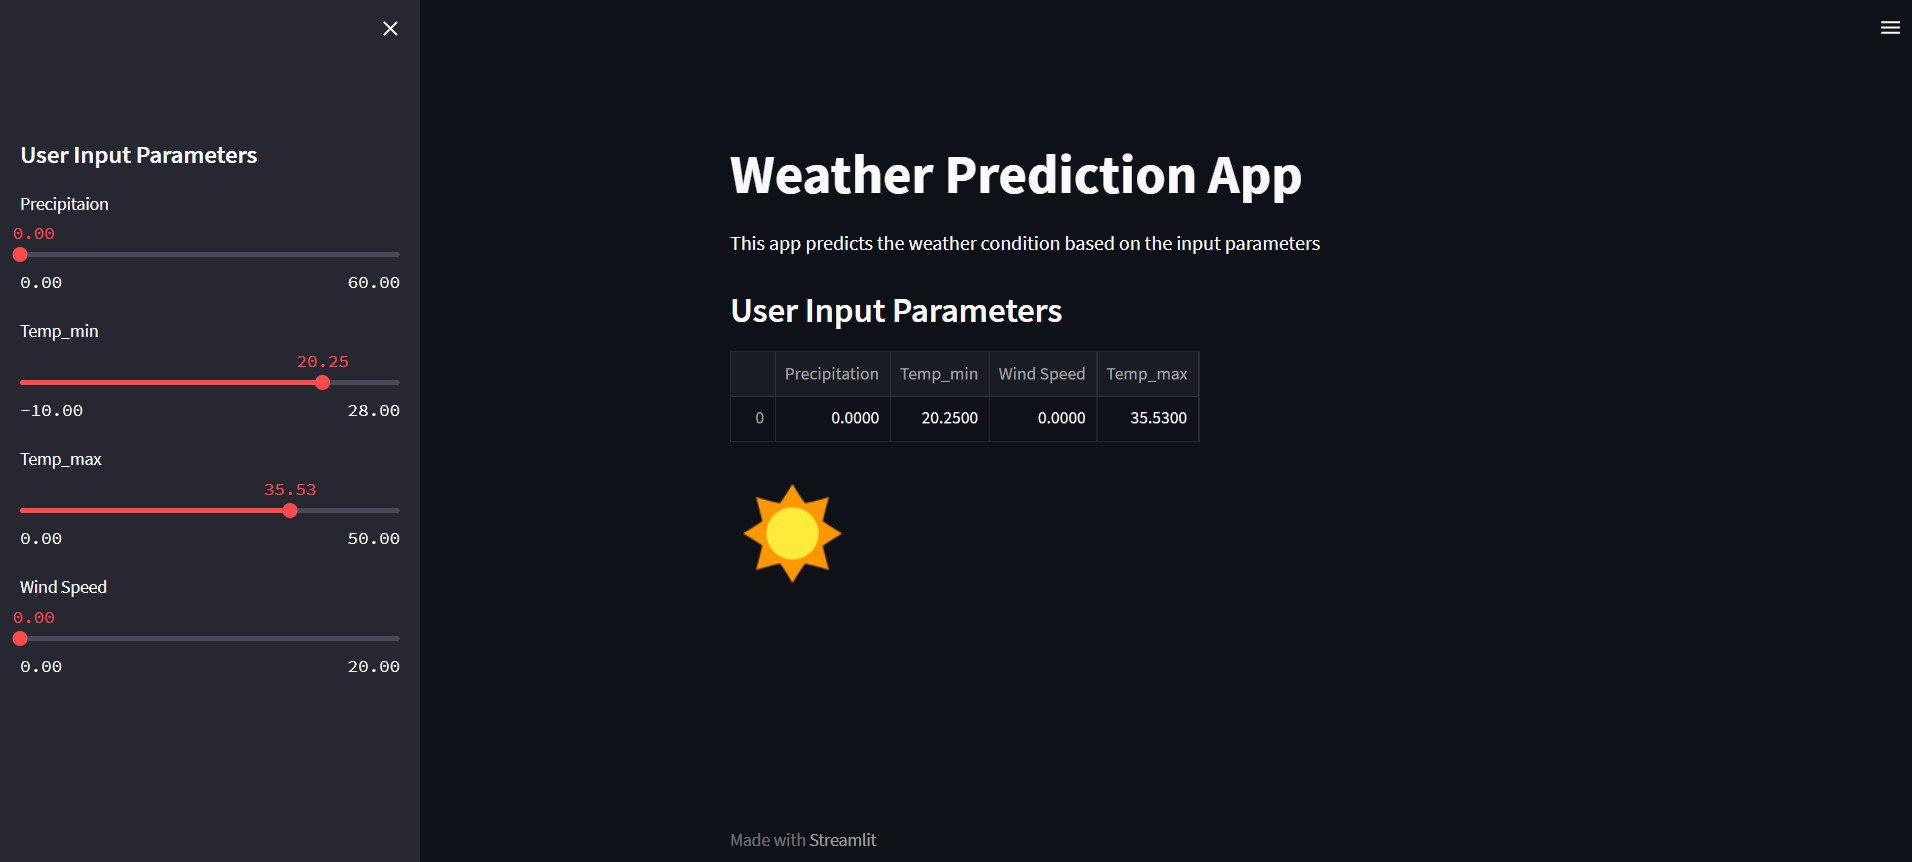 User Input Parameters
Precipitaion
0.00
0.00 60.00
Temp_min
20.25
-10.00 28.00
Temp_max
35.53
0.00 50.00
Wind Speed
0.00
0.00 20.00
Weather Prediction App
This app predicts the weather condition based on the input parameters
User Input Parameters
Precipitation Temp_min Wind Speed Temp_max
0 0.0000 20.2500 0.0000 35.5300
Made with Streamlit